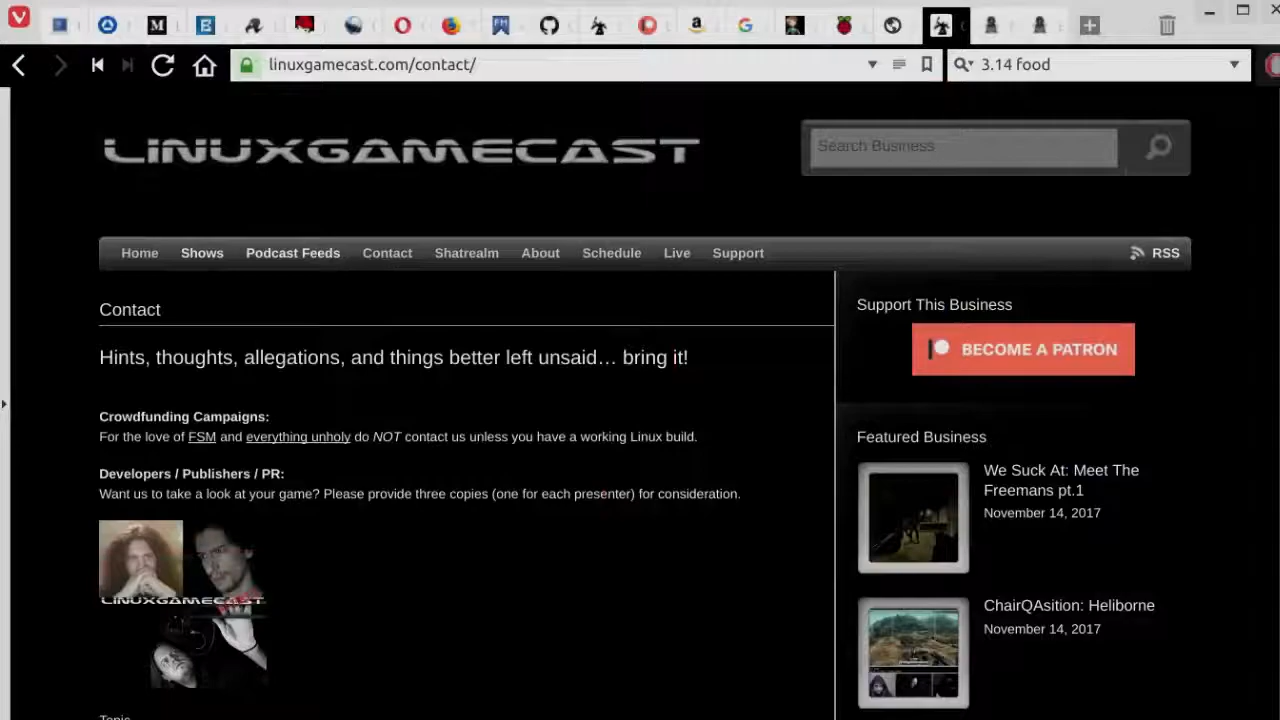 linuxgamecast.com/contact/
3.14 food
LINUXGAMECAST
Search Business
Home Shows Podcast Feeds Contact Shatrealm About Schedule Live Support RSS
Contact
Hints, thoughts, allegations, and things better left unsaid… bring it!
Crowdfunding Campaigns:
For the love of FSM and everything unholy do NOT contact us unless you have a working Linux build.
Developers / Publishers / PR:
Want us to take a look at your game? Please provide three copies (one for each presenter) for consideration.
LINUXGAMECAST
Topic
Support This Business
BECOME A PATRON
Featured Business
We Suck At: Meet The
Freemans pt.1
November 14, 2017
ChairQAsition: Heliborne
November 14, 2017